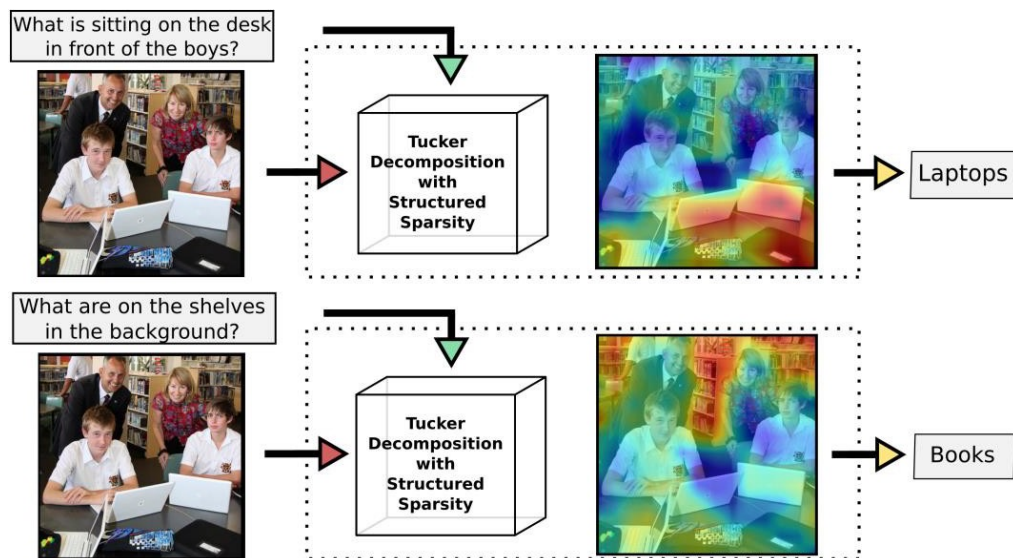 What is sitting on the desk
in front of the boys?
Tucker
Decomposition
with
Structured
Sparsity
Laptops
What are on the shelves
in the background?
Tucker
Decomposition
with
Structured
Sparsity
Books